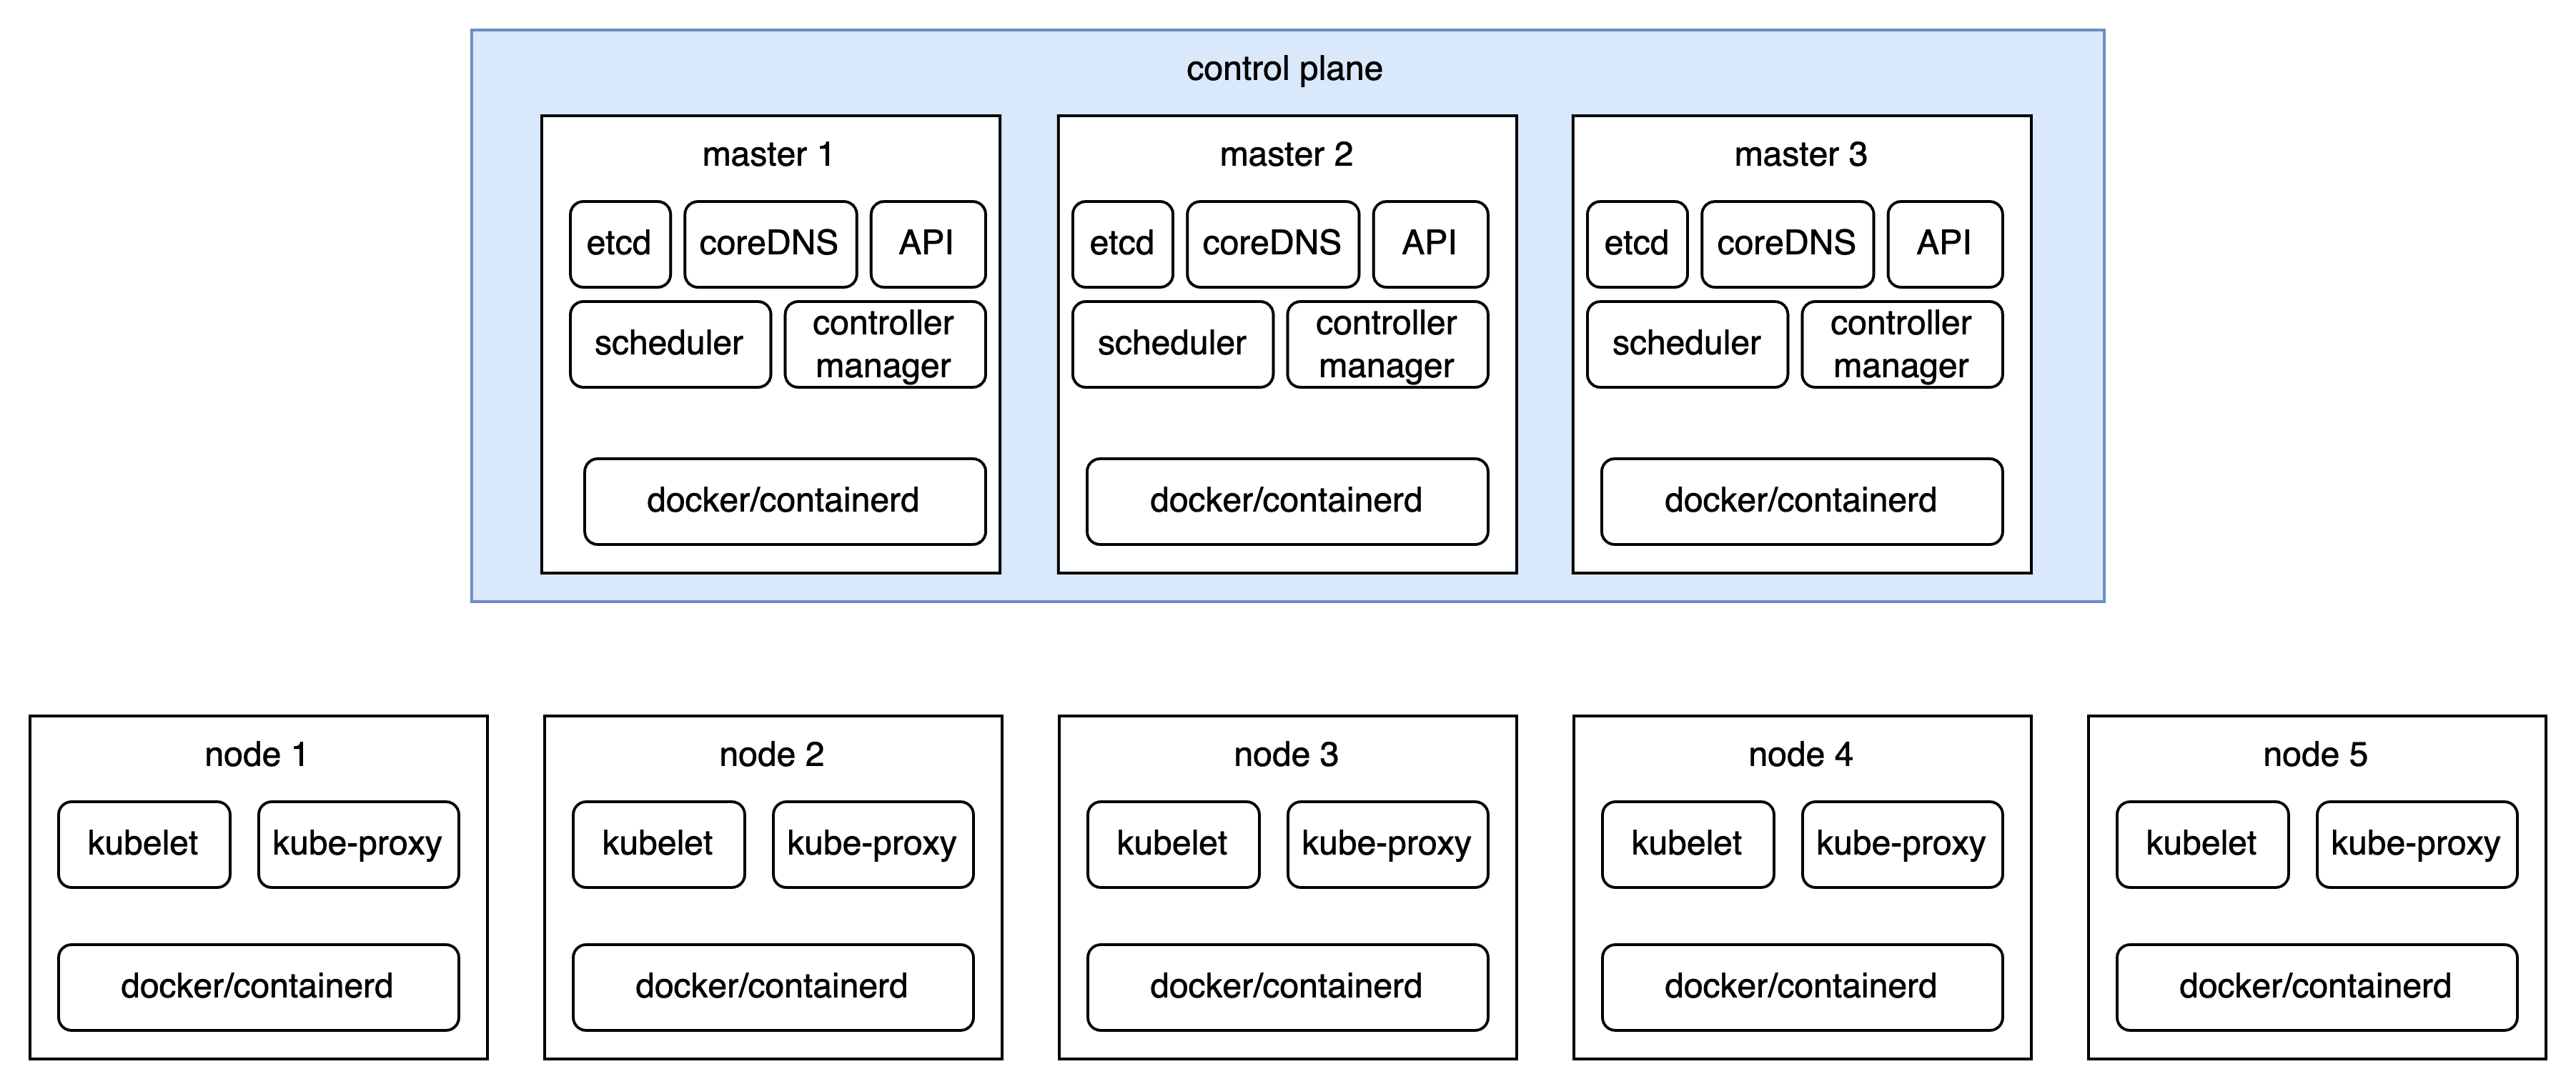 control plane
master 1
master 2
master 3
etcd
coreDNS
API
etcd
coreDNS
API
etcd
coreDNS
API
scheduler
controller
manager
scheduler
controller
manager
scheduler
controller
manager
docker/containerd
docker/containerd
docker/containerd
node 1
node 2
node 3
node 4
node 5
kubelet
kube-proxy
kubelet
kube-proxy
kubelet
kube-proxy
kubelet
kube-proxy
kubelet
kube-proxy
docker/containerd
docker/containerd
docker/containerd
docker/containerd
docker/containerd